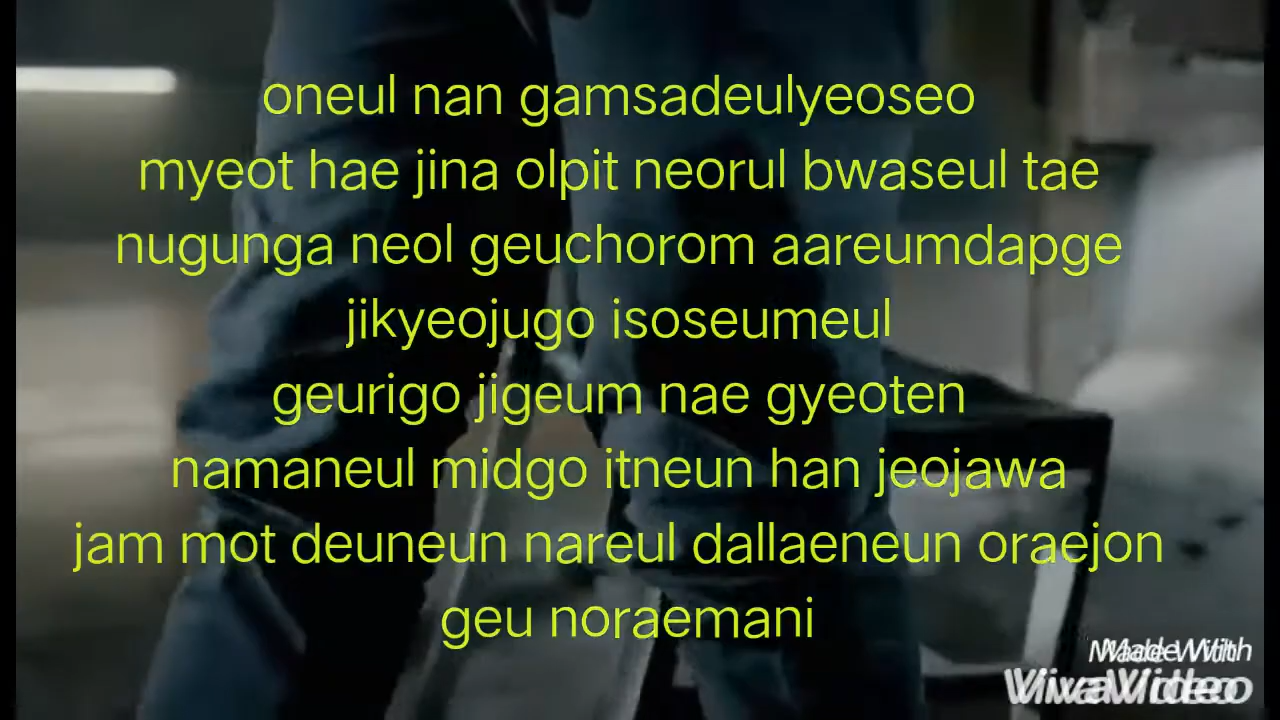 oneul nan gamsadeulyeoseo
myeot hae jina olpit neorul bwaseul tae
nugunga neol geuchorom aareumdapge
jikyeojugo isoseumeul
geurigo jigeum nae gyeoten
namaneul midgo itneun han jeojawa
jam mot deuneun nareul dallaeneun oraejon
geu noraemani
Made With
VivaVideo